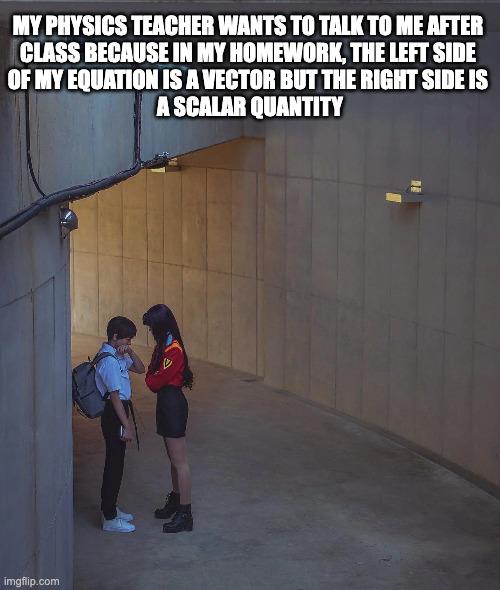 MY PHYSICS TEACHER WANTS TO TALK TO ME AFTER
CLASS BECAUSE IN MY HOMEWORK, THE LEFT SIDE
OF MY EQUATION IS A VECTOR BUT THE RIGHT SIDE IS
A SCALAR QUANTITY
imgflip.com